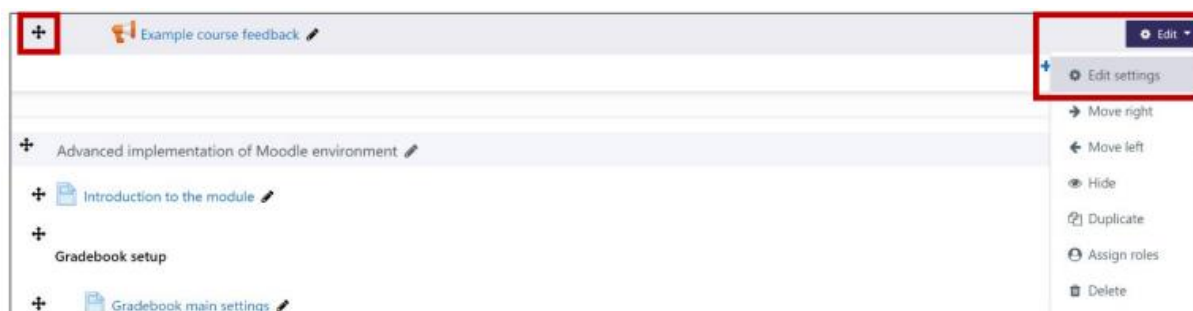 Example course feedback
Edit
Edit settings
Move right
Advanced implementation of Moodle environment
Move left
Introduction to the module
Hide
Duplicate
Gradebook setup
Assign roles
Delete
Gradebook main settings